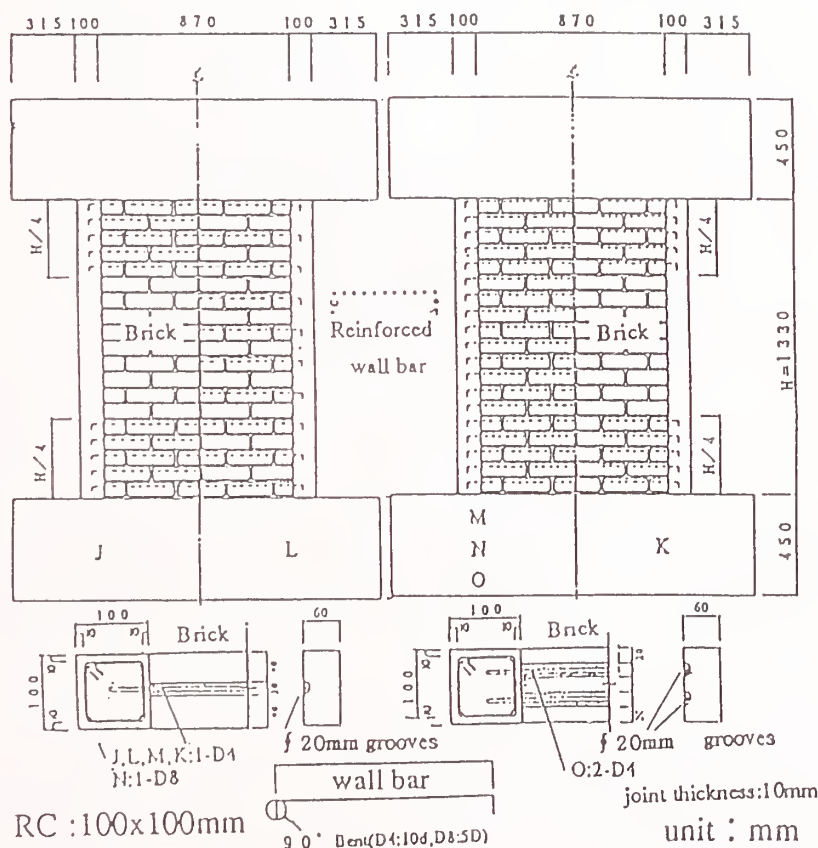 315 100 870 100 315
315 100 870 100 315
450
H/4
H/4
Brick
Reinforced
wall bar
Brick
H=1330
H/4
H/4
J
L
M
N
O
K
450
100
Brick
60
100
Brick
60
100
100
ʄ 20mm grooves
ʄ 20mm grooves
J,L,M,K:1-D4
N:1-D8
O:2-D4
wall bar
joint thickness:10mm
RC :100x100mm
90° Bent(D4:10d,D8:5D)
unit : mm